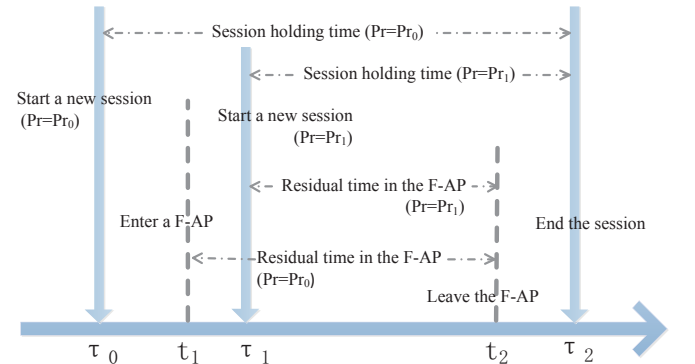 Session holding time (Pr=Pr₀)
Session holding time (Pr=Pr₁)
Start a new session
(Pr=Pr₀)
Start a new session
(Pr=Pr₁)
Residual time in the F-AP
(Pr=Pr₁)
Enter a F-AP
End the session
Residual time in the F-AP
(Pr=Pr₀)
Leave the F-AP
τ₀ t₁ τ₁ t₂ τ₂